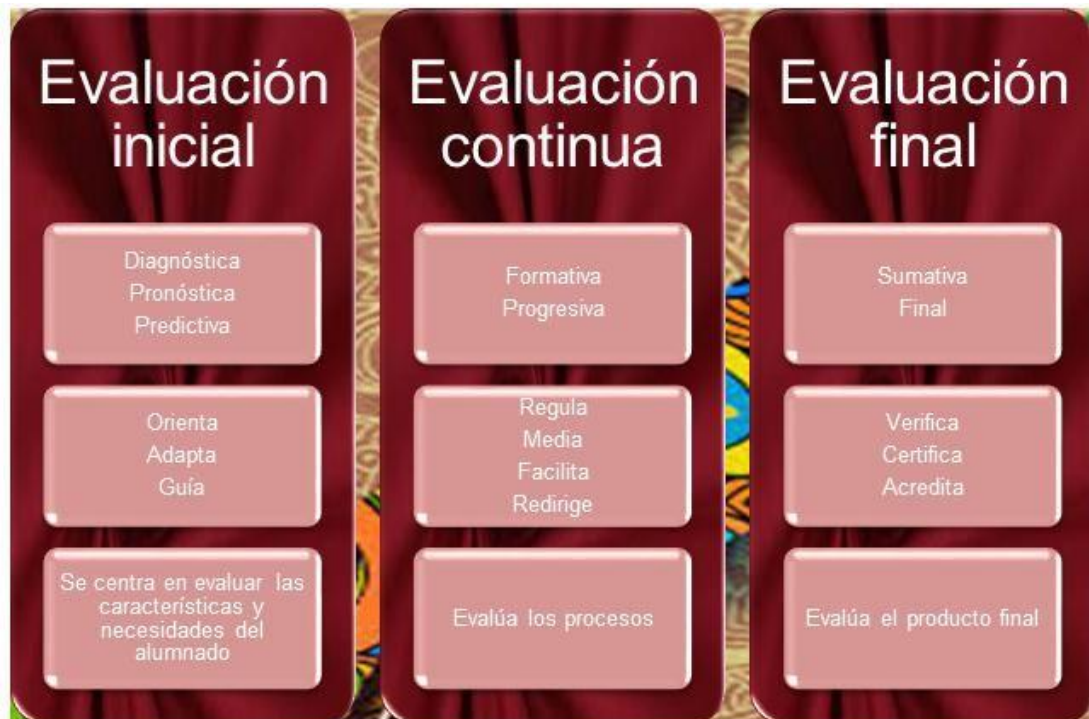 Evaluación
inicial
Diagnóstica
Pronóstica
Predictiva
Orienta
Adapta
Guía
Se centra en evaluar las
características y
necesidades del
alumnado
Evaluación
continua
Formativa
Progresiva
Regula
Media
Facilita
Redirige
Evalúa los procesos
Evaluación
final
Sumativa
Final
Verifica
Certifica
Acredita
Evalúa el producto final